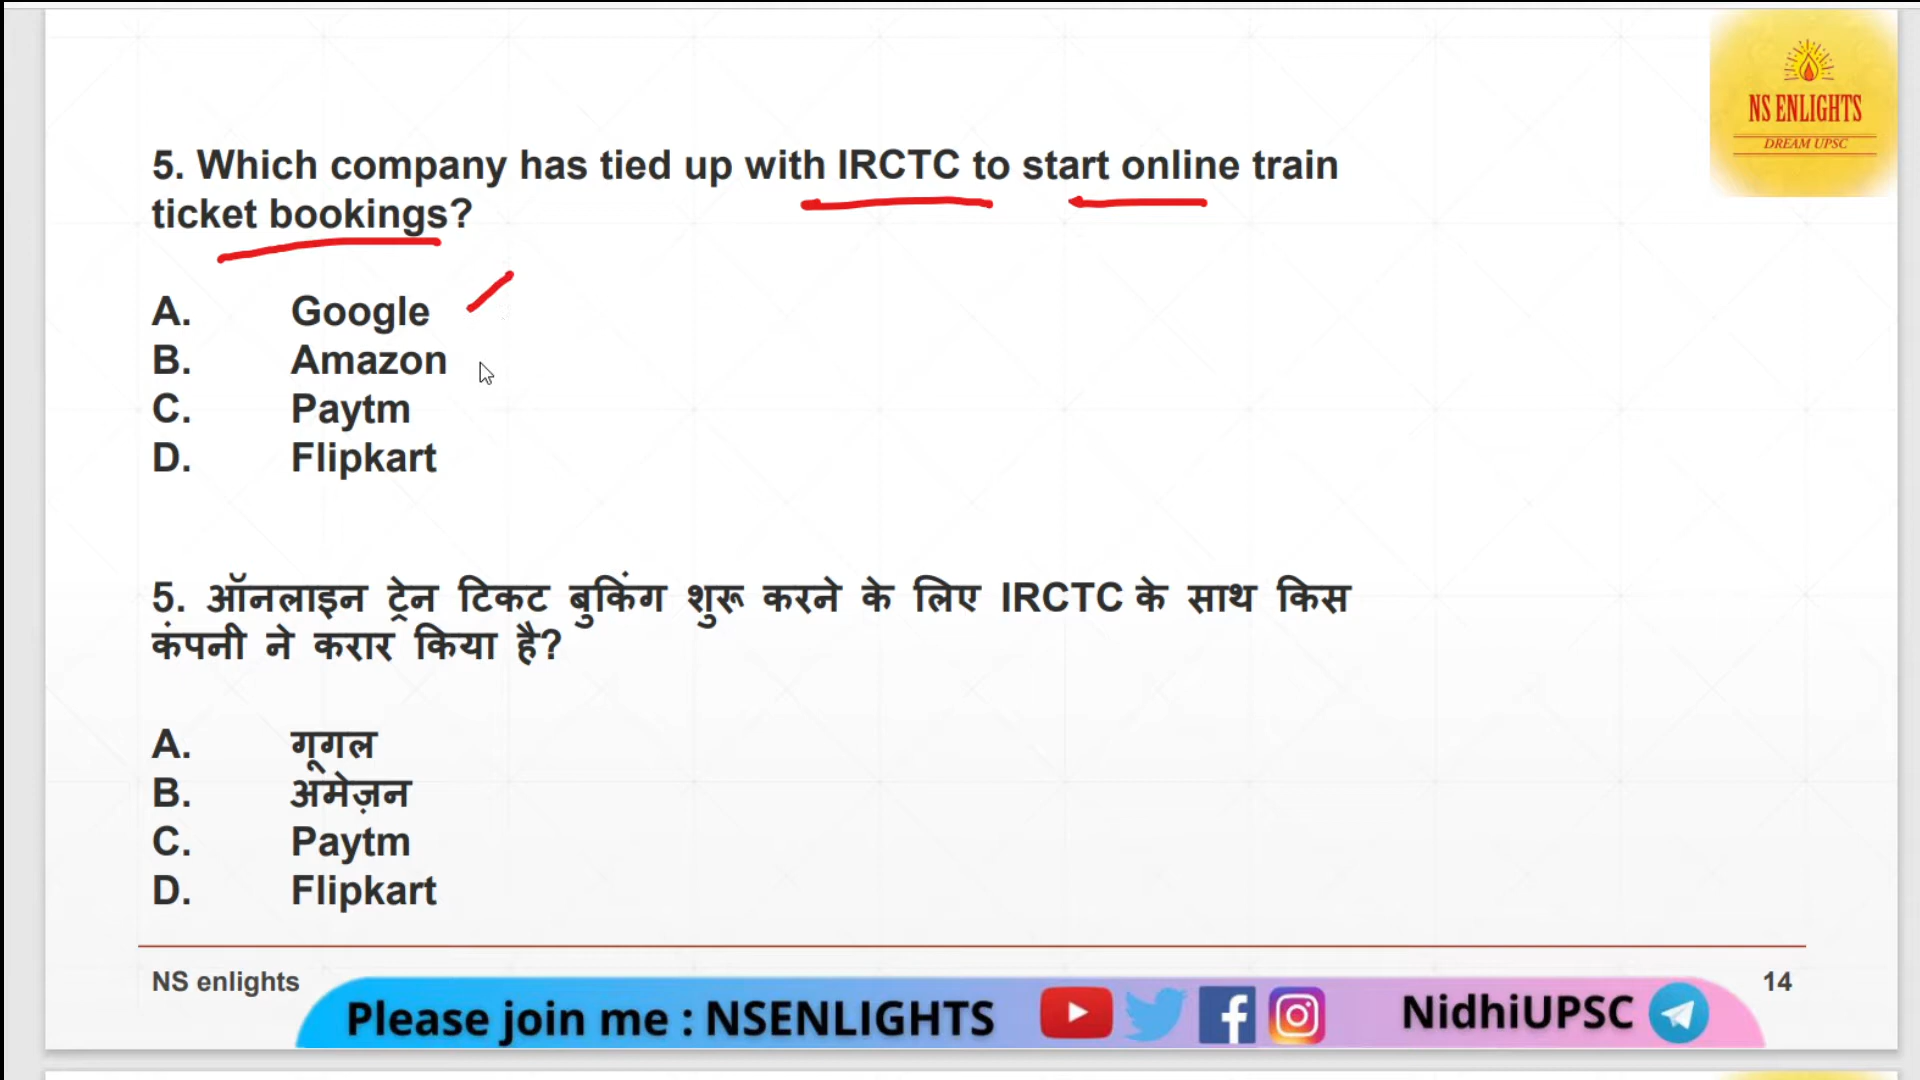 NS ENLIGHTS
DREAM UPSC
5. Which company has tied up with IRCTC to start online train
ticket bookings?
A. Google
B. Amazon
C. Paytm
D. Flipkart
5. ऑनलाइन ट्रेन टिकट बुकिंग शुरू करने के लिए IRCTC के साथ किस
कंपनी ने करार किया है?
A. गूगल
B. अमेज़न
C. Paytm
D. Flipkart
NS enlights
14
Please join me : NSENLIGHTS
NidhiUPSC